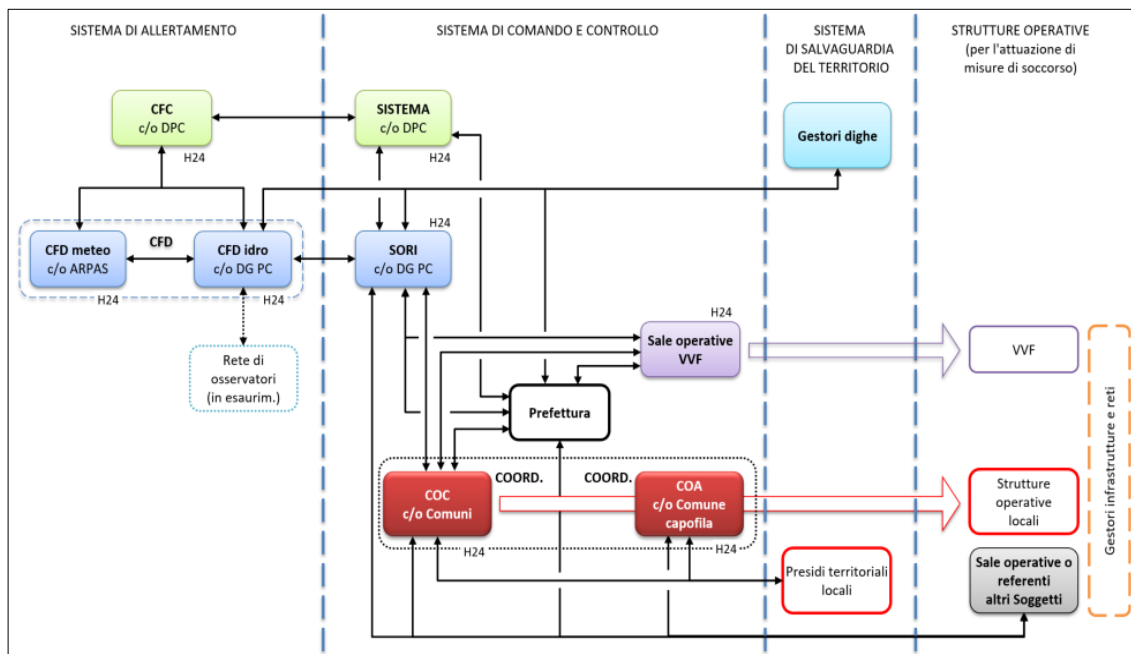 SISTEMA DI ALLERTAMENTO
SISTEMA DI COMANDO E CONTROLLO
SISTEMA
DI SALVAGUARDIA
DEL TERRITORIO
STRUTTURE OPERATIVE
(per l'attuazione di
misure di soccorso)
CFC
c/o DPC
H24
SISTEMA
c/o DPC
H24
Gestori dighe
CFD meteo
c/o ARPAS
H24
CFD
CFD idro
c/o DG PC
H24
H24
SORI
c/o DG PC
Rete di
osservatori
(in esaurim.)
H24
Sale operative
VVF
VVF
Prefettura
COC
c/o Comuni
H24
COORD.
COORD.
COA
c/o Comune
capofila
H24
Strutture
operative
locali
Presidi territoriali
locali
Sale operative o
referenti
altri Soggetti
Gestori infrastrutture e reti